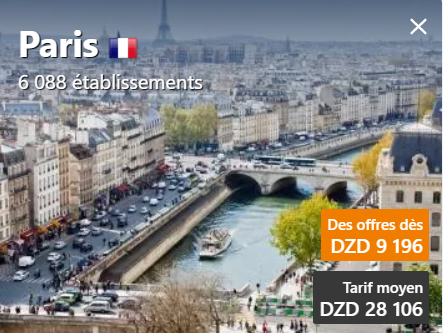 Paris
6 088 établissements
Des offres dès
DZD 9 196
Tarif moyen
DZD 28 106